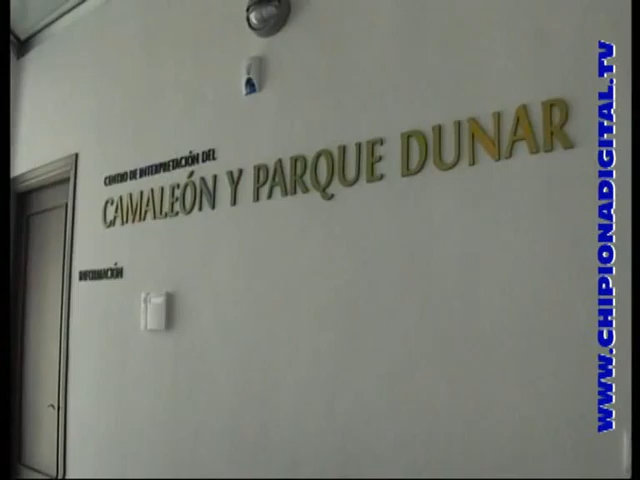 CENTRO DE INTERPRETACIÓN DEL
CAMALEÓN Y PARQUE DUNAR
INFORMACIÓN
www.CHIPIONADIGITAL.TV